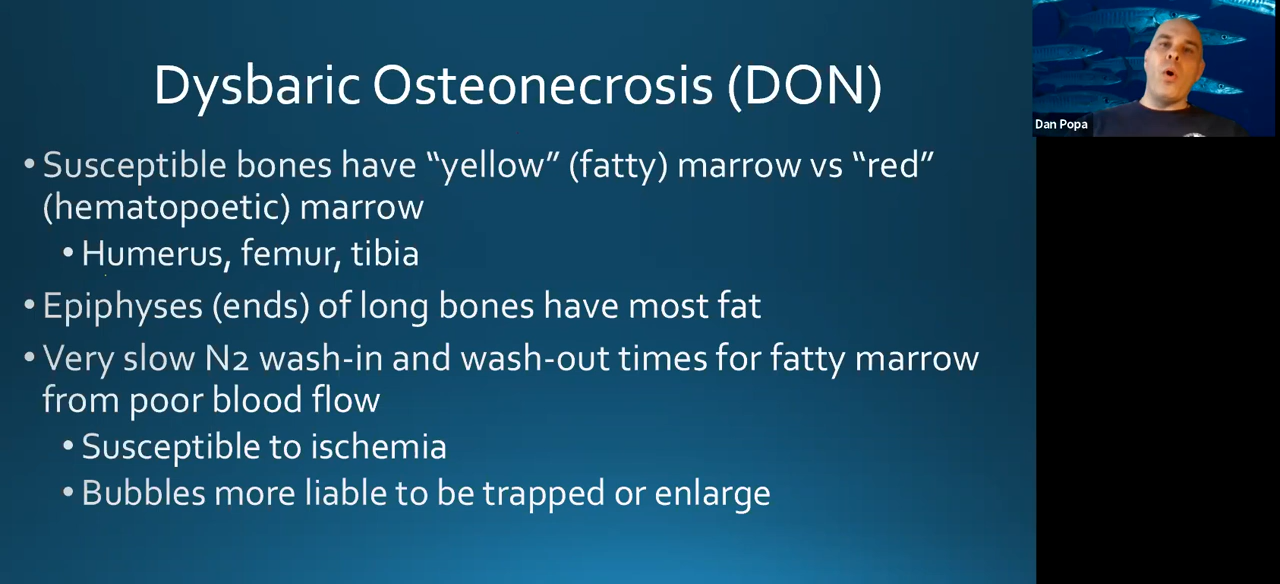 Dysbaric Osteonecrosis (DON)
• Susceptible bones have “yellow” (fatty) marrow vs “red”
(hematopoetic) marrow
• Humerus, femur, tibia
• Epiphyses (ends) of long bones have most fat
• Very slow N2 wash-in and wash-out times for fatty marrow
from poor blood flow
• Susceptible to ischemia
• Bubbles more liable to be trapped or enlarge
Dan Popa